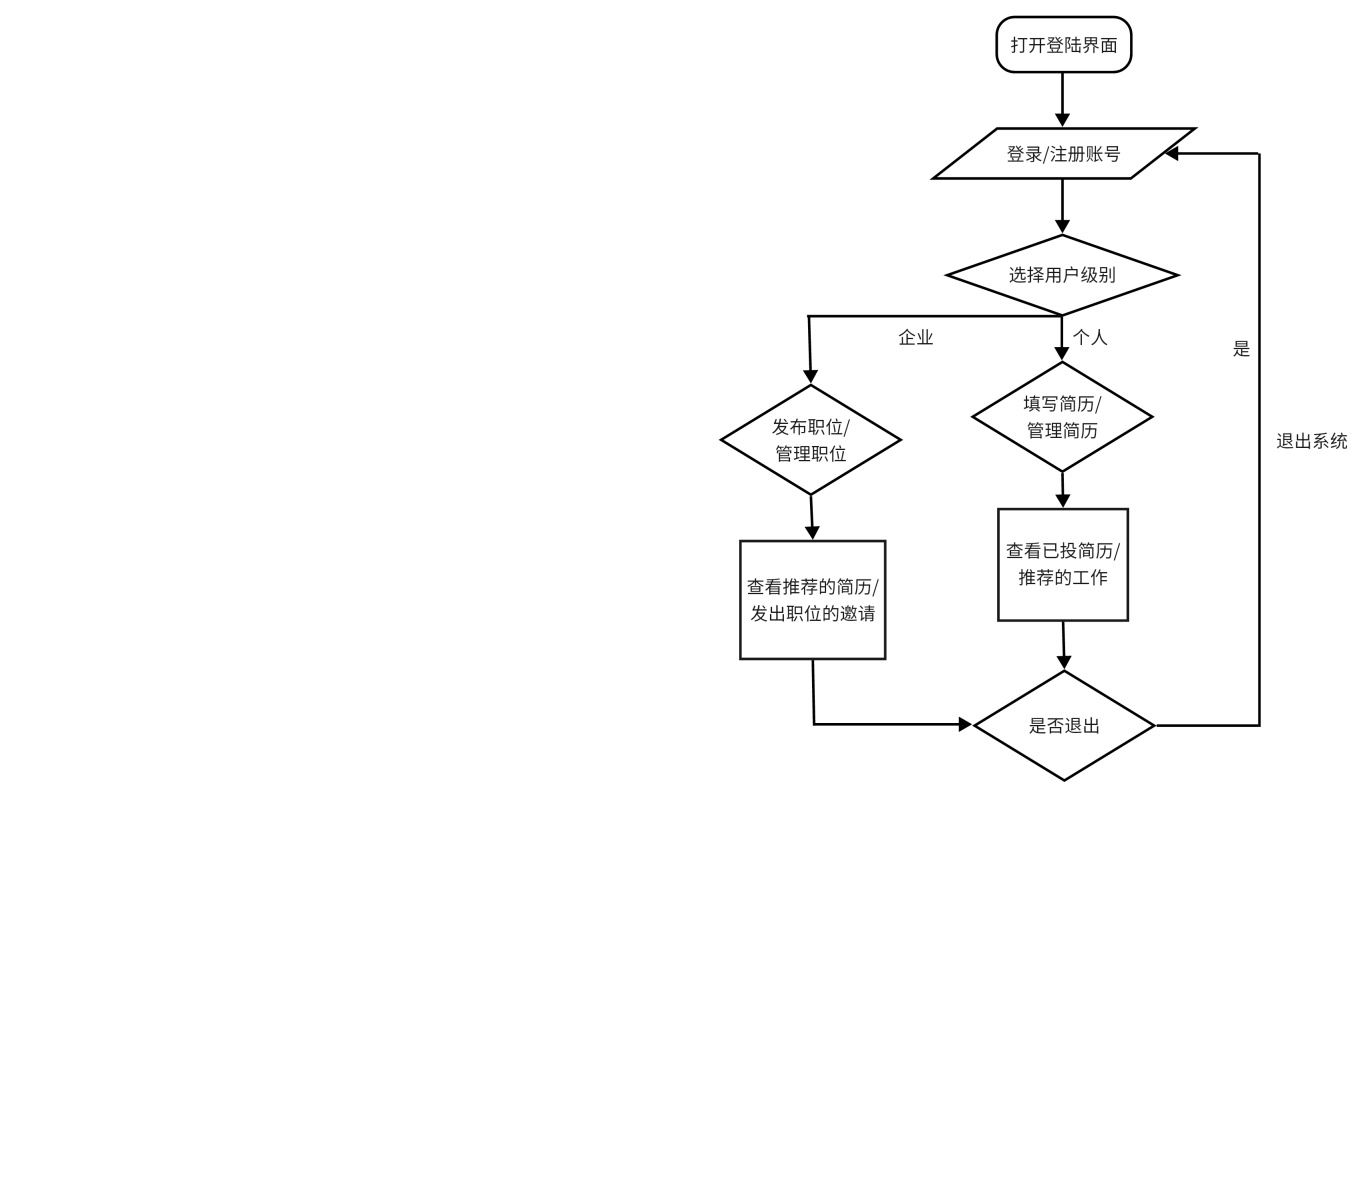 打开登陆界面
登录/注册账号
选择用户级别
企业
个人
是
填写简历/
管理简历
发布职位/
管理职位
退出系统
查看已投简历/
推荐的工作
查看推荐的简历/
发出职位的邀请
是否退出